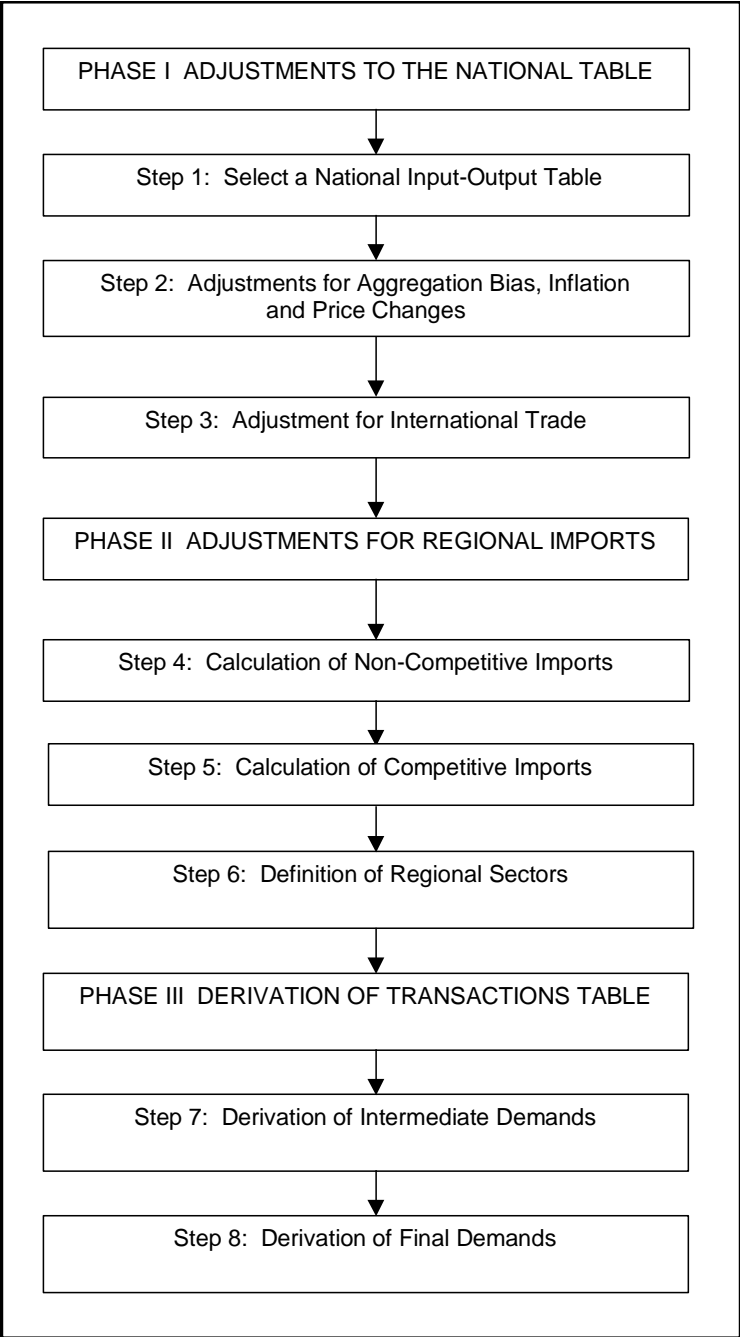 PHASE I ADJUSTMENTS TO THE NATIONAL TABLE
Step 1: Select a National Input-Output Table
Step 2: Adjustments for Aggregation Bias, Inflation
and Price Changes
Step 3: Adjustment for International Trade
PHASE II ADJUSTMENTS FOR REGIONAL IMPORTS
Step 4: Calculation of Non-Competitive Imports
Step 5: Calculation of Competitive Imports
Step 6: Definition of Regional Sectors
PHASE III DERIVATION OF TRANSACTIONS TABLE
Step 7: Derivation of Intermediate Demands
Step 8: Derivation of Final Demands